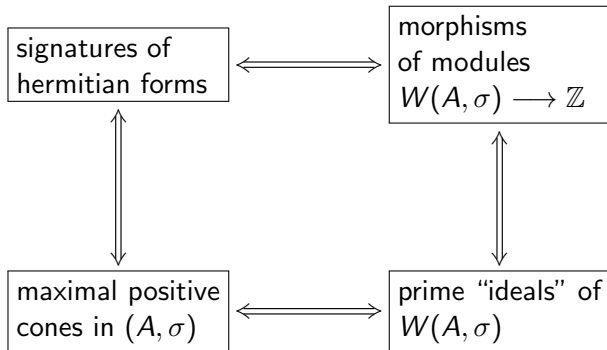 signatures of
hermitian forms
morphisms
of modules
W(A, σ) ⟶ ℤ
maximal positive
cones in (A, σ)
prime “ideals” of
W(A, σ)